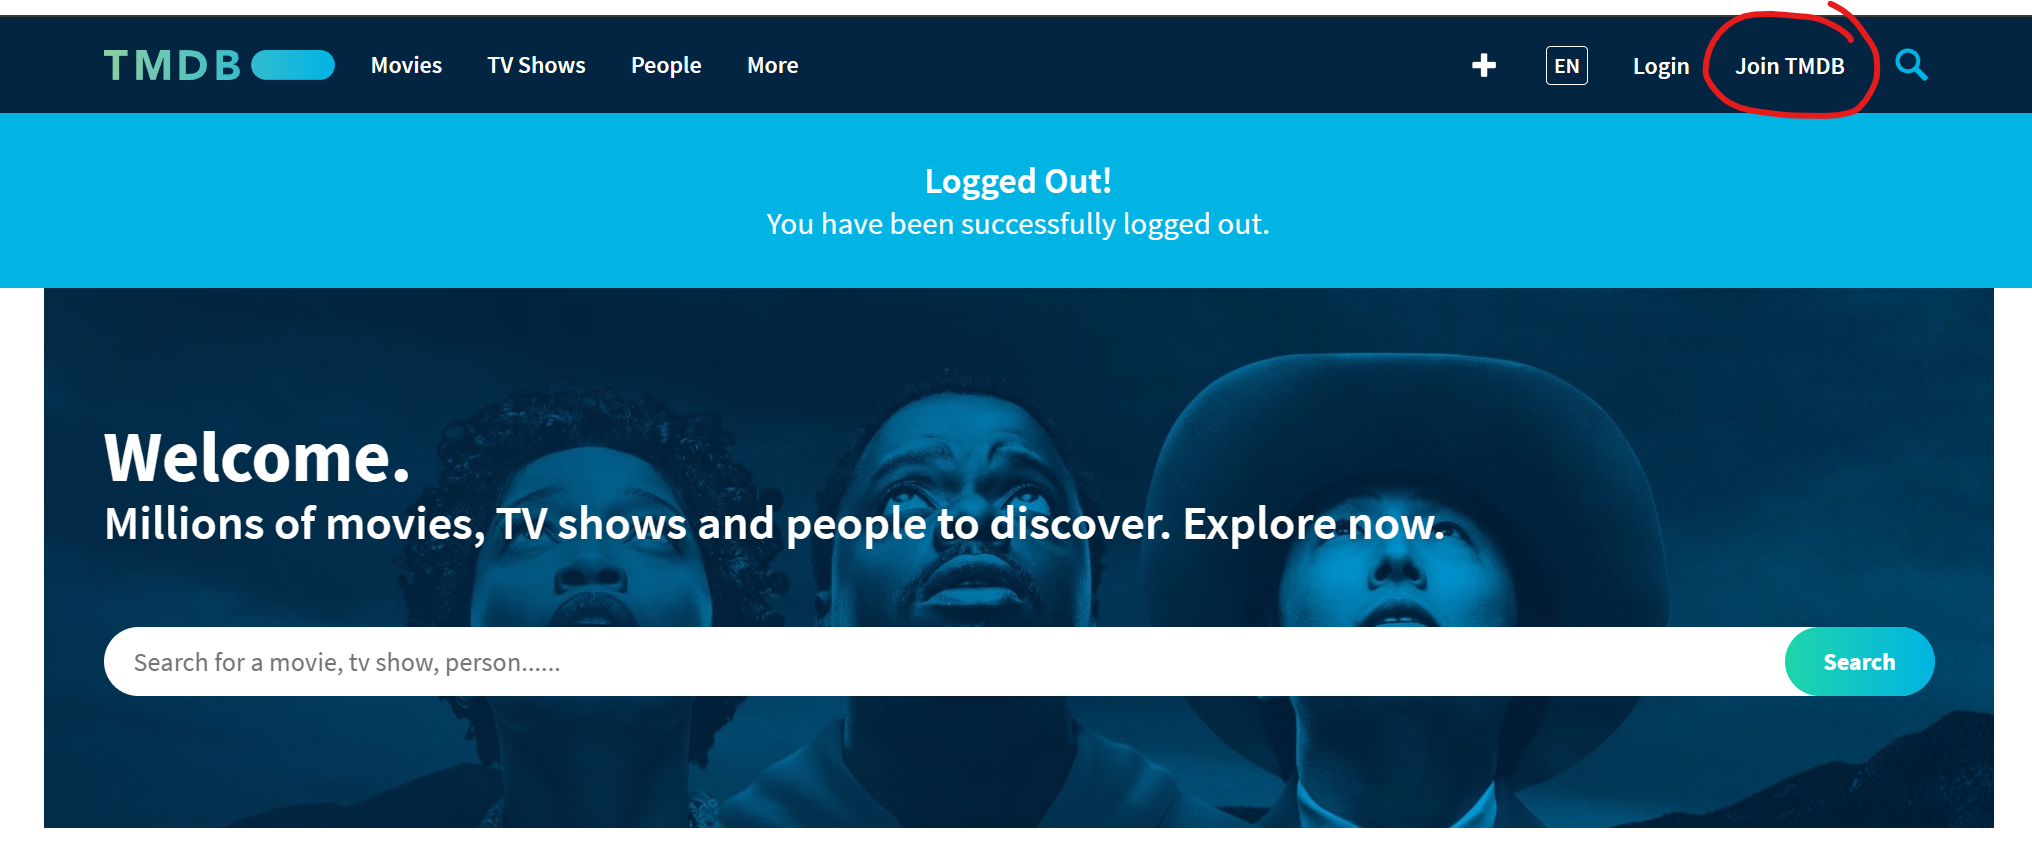 TMDB
Movies TV Shows People More
EN Login Join TMDB
Logged Out!
You have been successfully logged out.
Welcome.
Millions of movies, TV shows and people to discover. Explore now.
Search for a movie, tv show, person......
Search